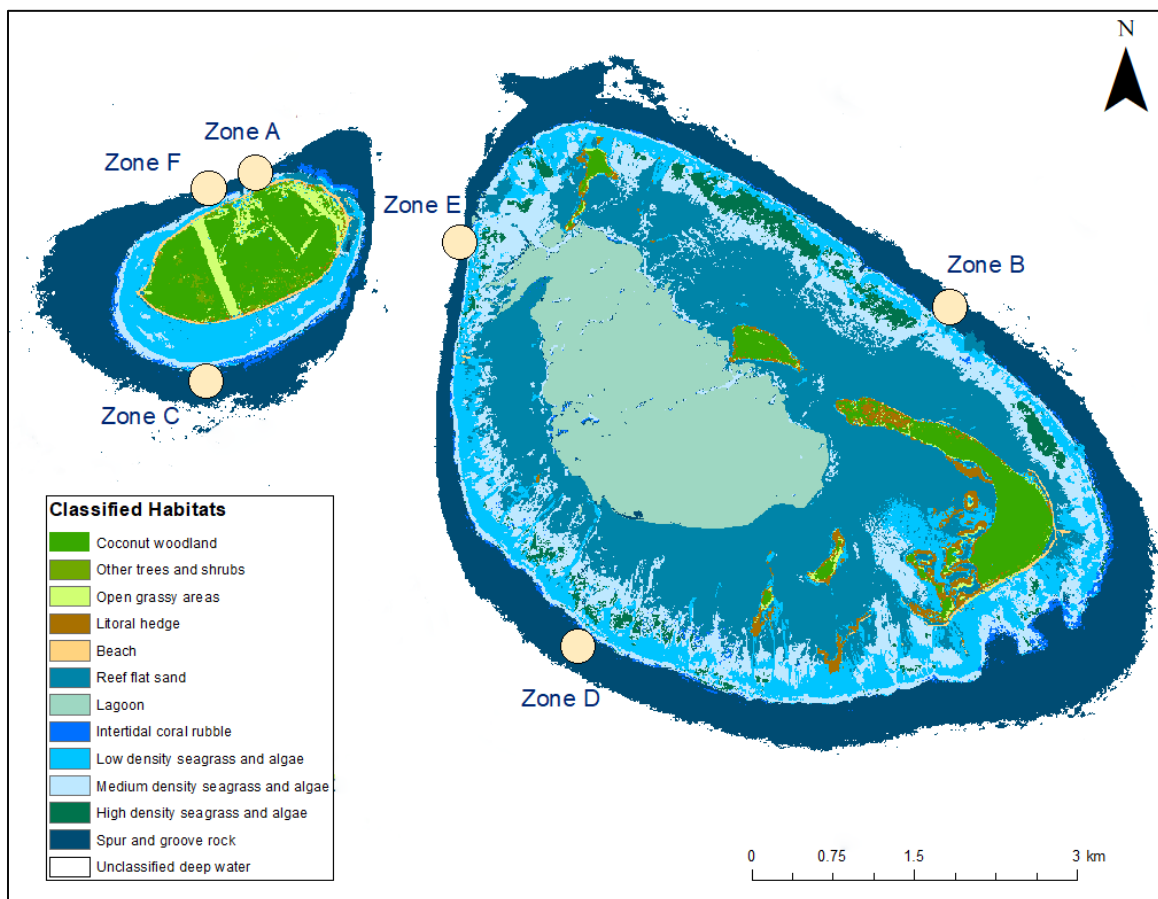 N
Zone A
Zone F
Zone E
Zone B
Zone C
Zone D
Classified Habitats
Coconut woodland
Other trees and shrubs
Open grassy areas
Litoral hedge
Beach
Reef flat sand
Lagoon
Intertidal coral rubble
Low density seagrass and algae
Medium density seagrass and algae
High density seagrass and algae
Spur and groove rock
Unclassified deep water
0 0.75 1.5 3 km